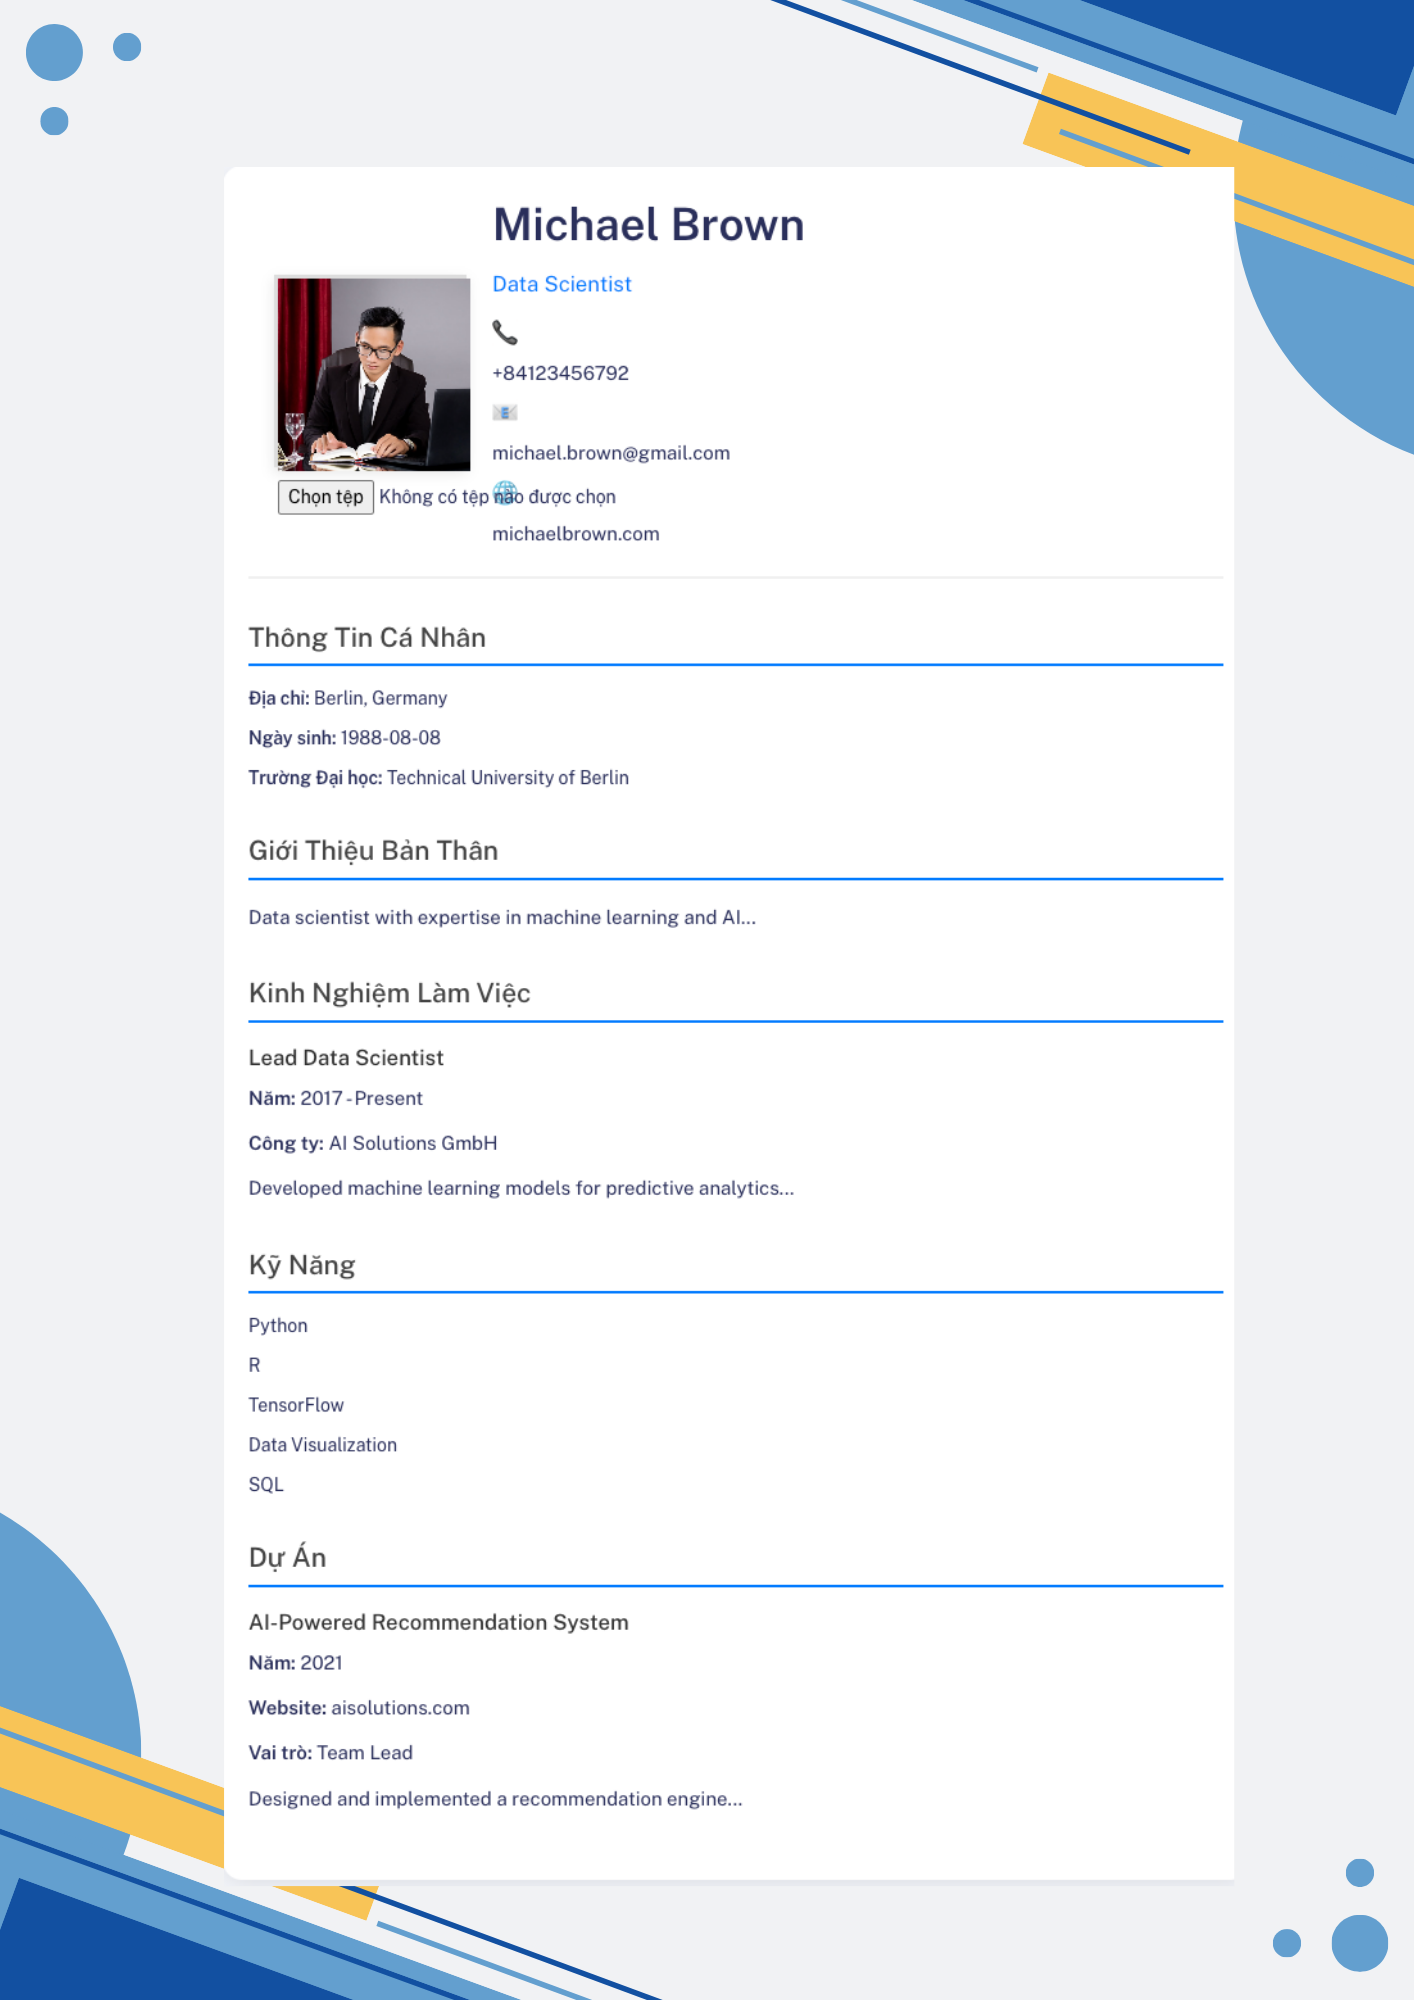 Michael Brown
Data Scientist
+84123456792
michael.brown@gmail.com
Chọn tệp Không có tệp nào được chọn
michaelbrown.com
Thông Tin Cá Nhân
Địa chỉ: Berlin, Germany
Ngày sinh: 1988-08-08
Trường Đại học: Technical University of Berlin
Giới Thiệu Bản Thân
Data scientist with expertise in machine learning and AI...
Kinh Nghiệm Làm Việc
Lead Data Scientist
Năm: 2017 - Present
Công ty: AI Solutions GmbH
Developed machine learning models for predictive analytics...
Kỹ Năng
Python
R
TensorFlow
Data Visualization
SQL
Dự Án
AI-Powered Recommendation System
Năm: 2021
Website: aisolutions.com
Vai trò: Team Lead
Designed and implemented a recommendation engine...